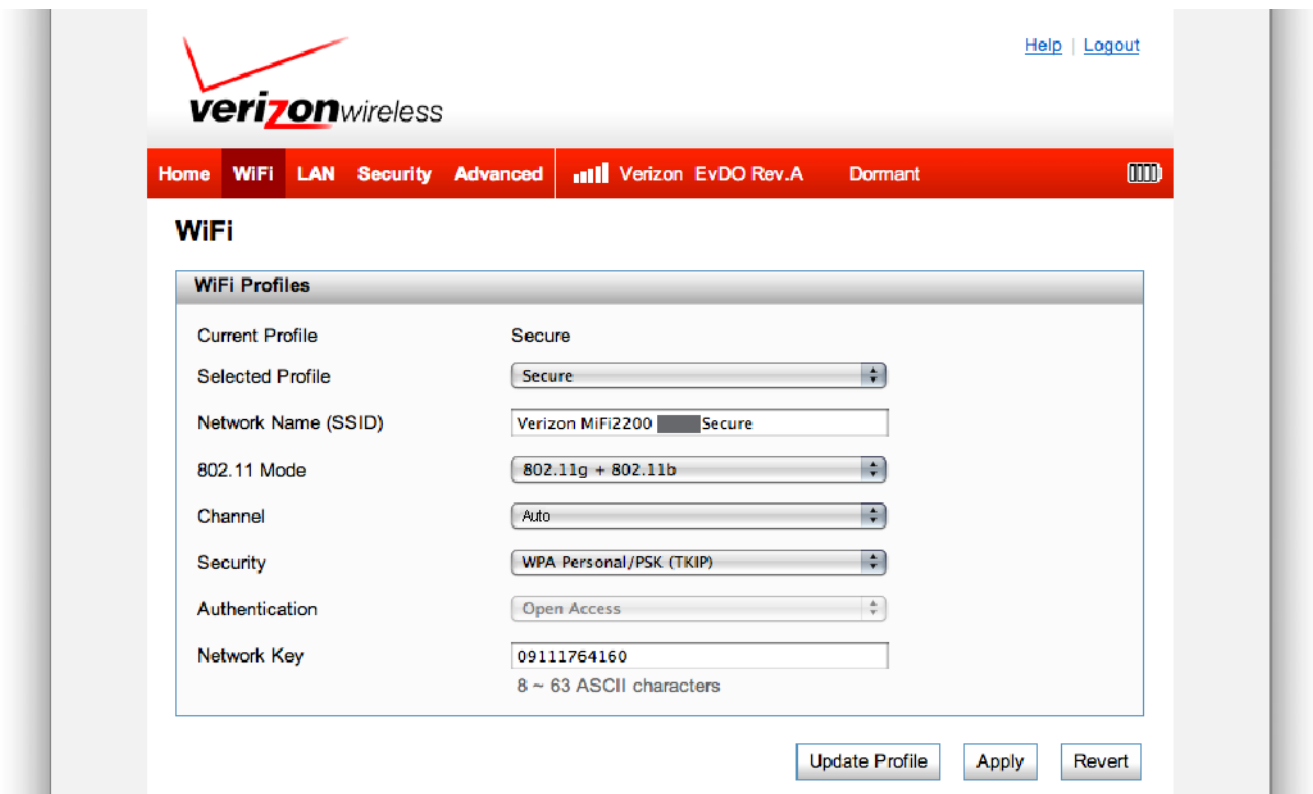 Help | Logout
verizonwireless
Home WiFi LAN Security Advanced Verizon EvDO Rev.A Dormant
WiFi
WiFi Profiles
Current Profile Secure
Selected Profile Secure
Network Name (SSID) Verizon MiFi2200 Secure
802.11 Mode 802.11g + 802.11b
Channel Auto
Security WPA Personal/PSK (TKIP)
Authentication Open Access
Network Key 09111764160
8 ~ 63 ASCII characters
Update Profile Apply Revert